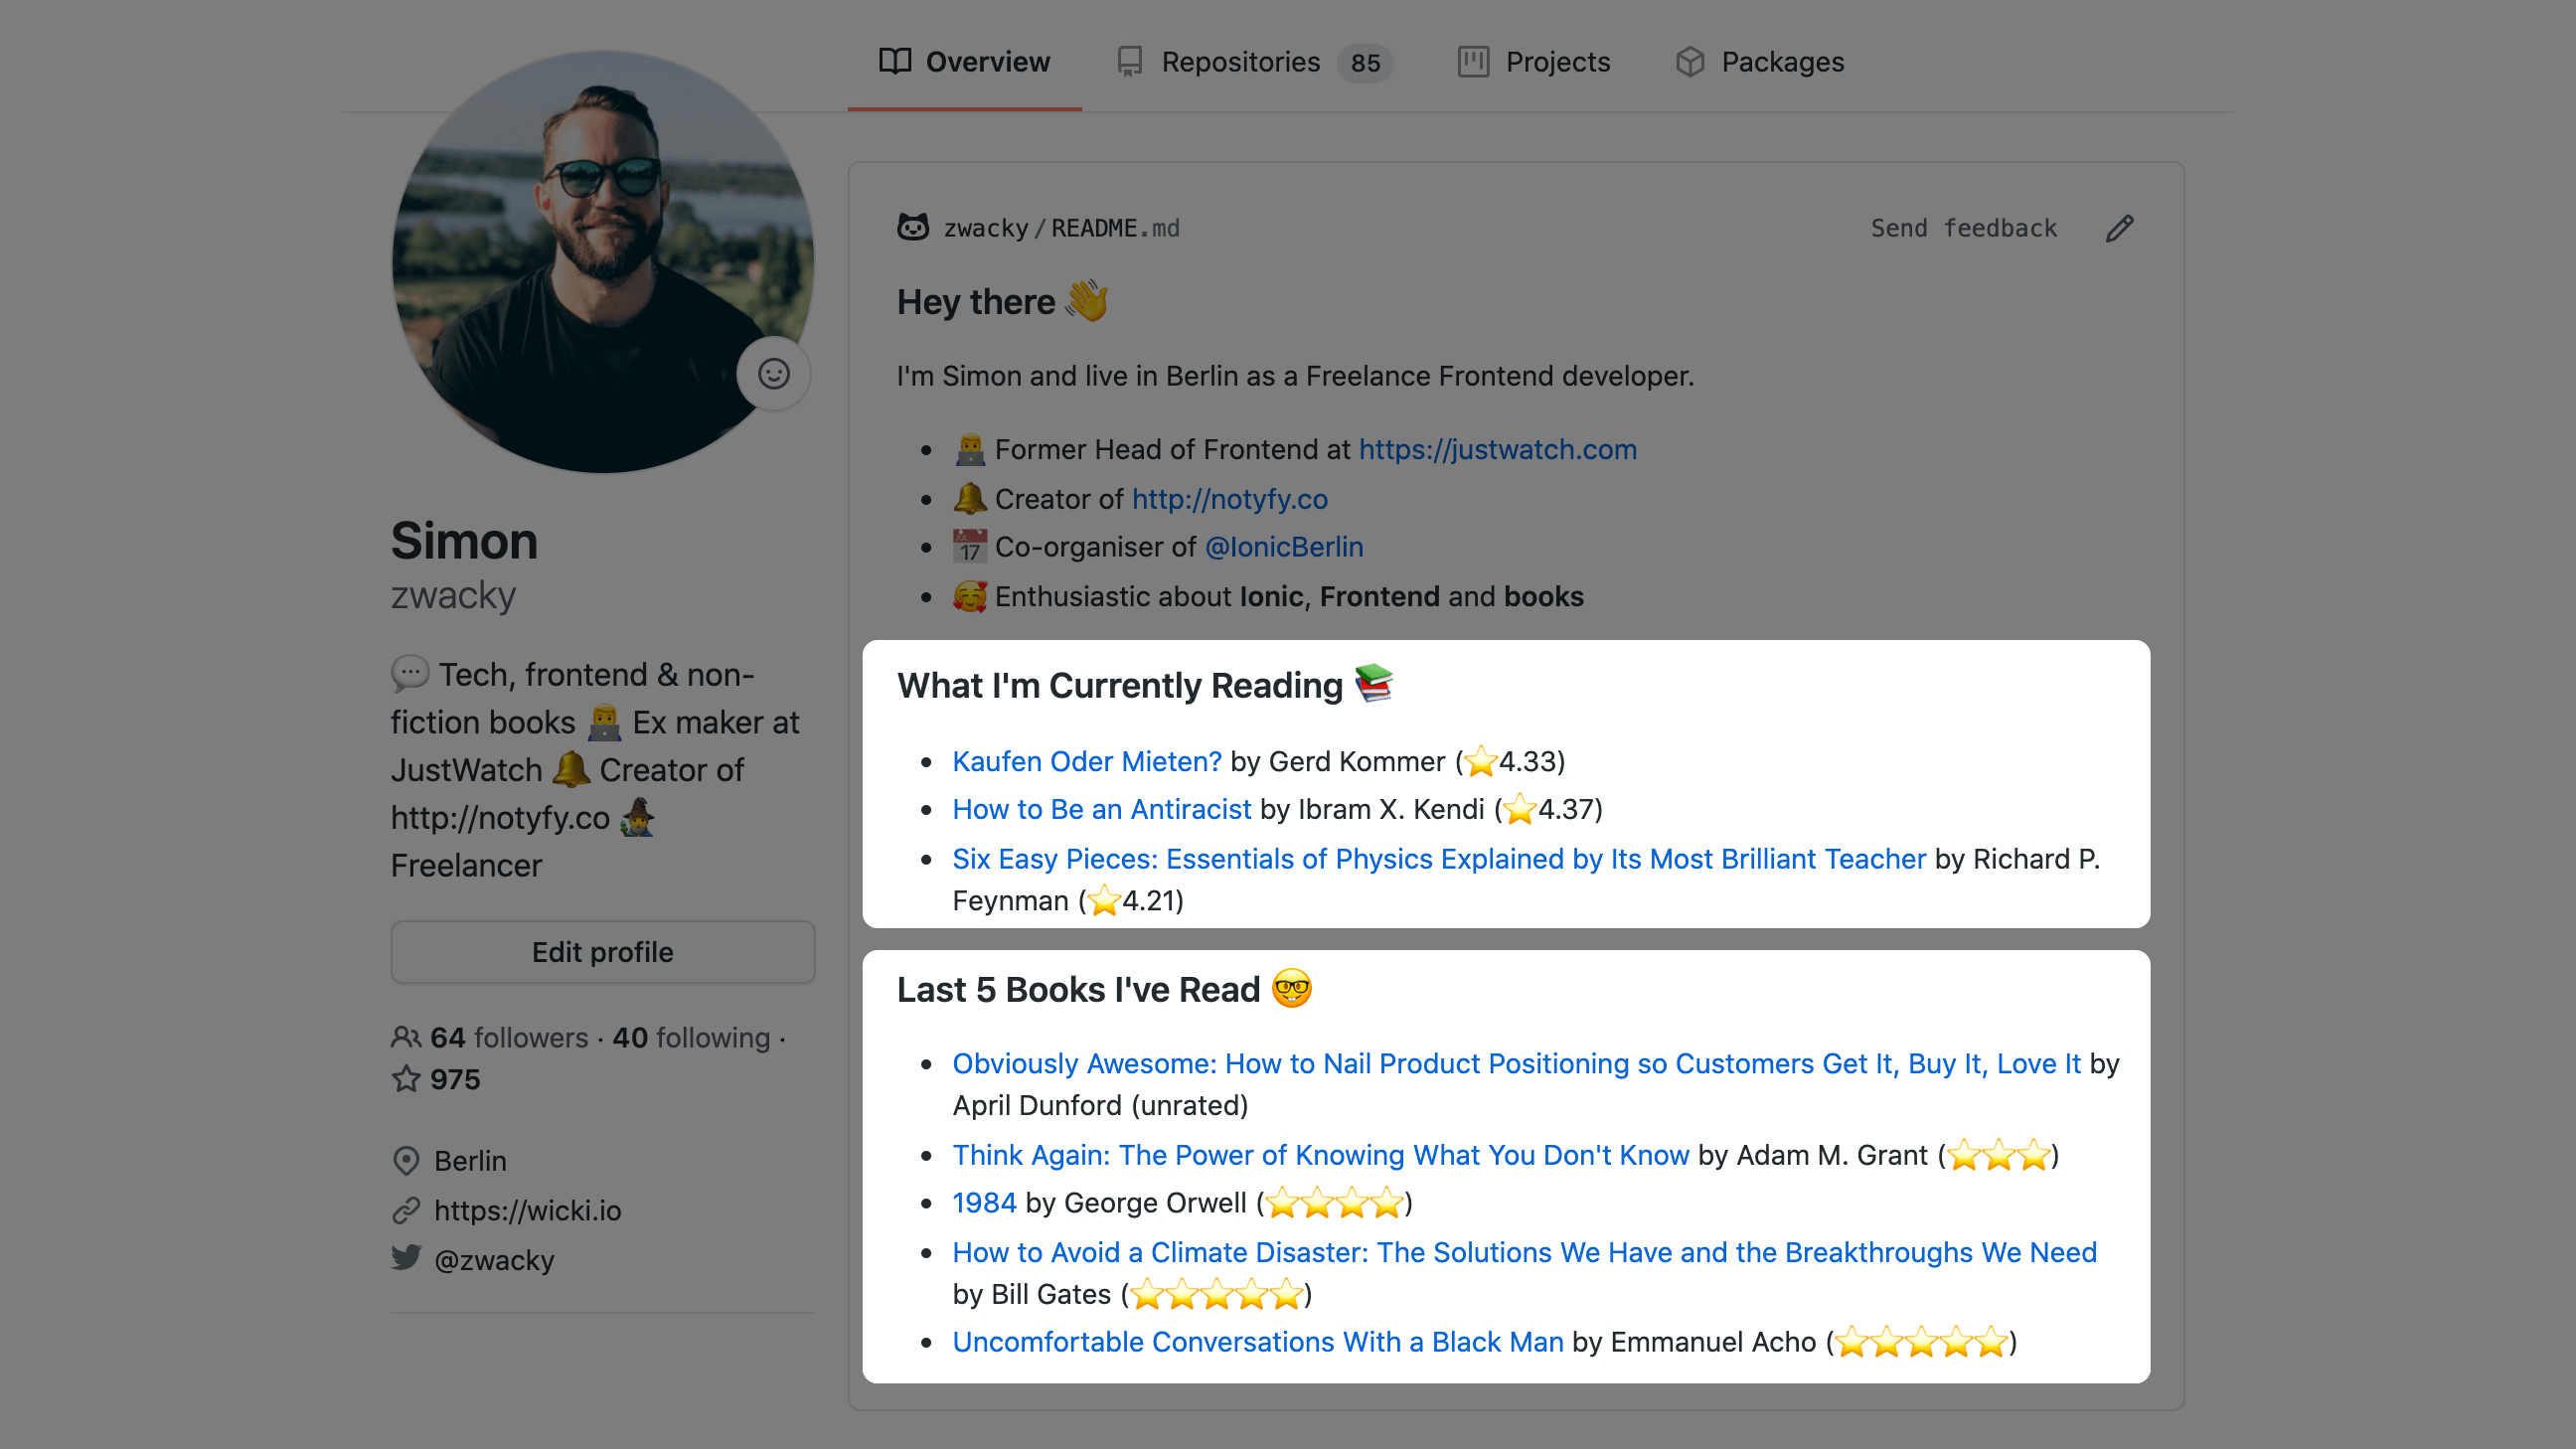 Overview Repositories 85 Projects Packages
zwacky/README.md Send feedback
Hey there 👋
I'm Simon and live in Berlin as a Freelance Frontend developer.
• 👨‍💻 Former Head of Frontend at https://justwatch.com
• 🔔 Creator of http://notyfy.co
• 📅 Co-organiser of @IonicBerlin
• 🥰 Enthusiastic about Ionic, Frontend and books
Simon
zwacky
💬 Tech, frontend & non-
fiction books 👨‍💻 Ex maker at
JustWatch 🔔 Creator of
http://notyfy.co 🧙‍♂️
Freelancer
Edit profile
64 followers · 40 following ·
975
Berlin
https://wicki.io
@zwacky
What I'm Currently Reading 📚
• Kaufen Oder Mieten? by Gerd Kommer (⭐4.33)
• How to Be an Antiracist by Ibram X. Kendi (⭐4.37)
• Six Easy Pieces: Essentials of Physics Explained by Its Most Brilliant Teacher by Richard P.
Feynman (⭐4.21)
Last 5 Books I've Read 🤓
• Obviously Awesome: How to Nail Product Positioning so Customers Get It, Buy It, Love It by
April Dunford (unrated)
• Think Again: The Power of Knowing What You Don't Know by Adam M. Grant (⭐⭐⭐)
• 1984 by George Orwell (⭐⭐⭐⭐)
• How to Avoid a Climate Disaster: The Solutions We Have and the Breakthroughs We Need
by Bill Gates (⭐⭐⭐⭐⭐)
• Uncomfortable Conversations With a Black Man by Emmanuel Acho (⭐⭐⭐⭐⭐)